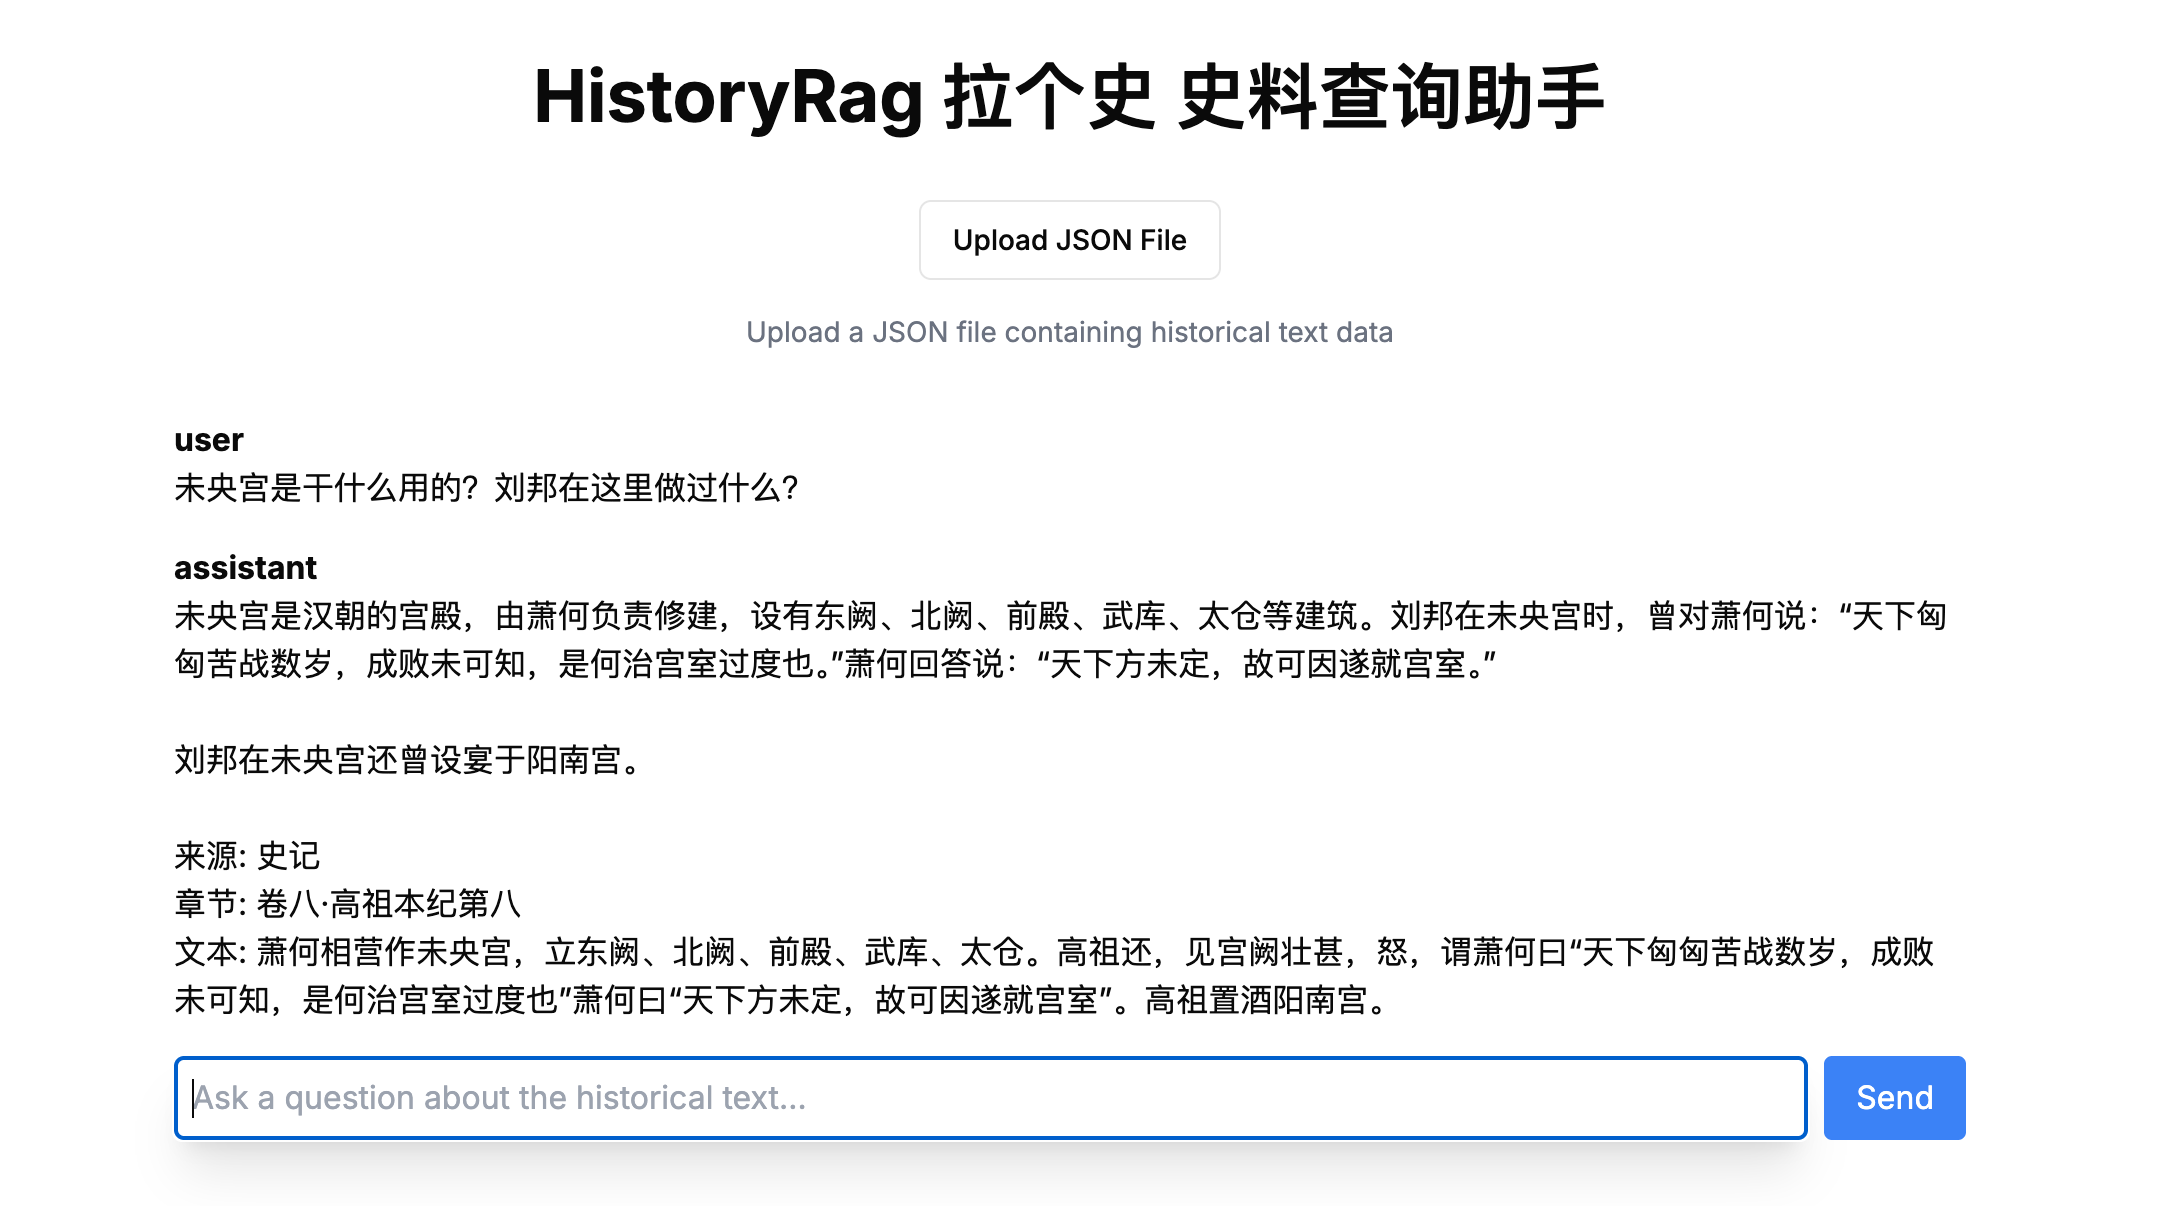 HistoryRag 拉个史 史料查询助手
Upload JSON File
Upload a JSON file containing historical text data
user
未央宫是干什么用的？刘邦在这里做过什么？
assistant
未央宫是汉朝的宫殿，由萧何负责修建，设有东阙、北阙、前殿、武库、太仓等建筑。刘邦在未央宫时，曾对萧何说：“天下匈
匈苦战数岁，成败未可知，是何治宫室过度也。”萧何回答说：“天下方未定，故可因遂就宫室。”
刘邦在未央宫还曾设宴于阳南宫。
来源: 史记
章节: 卷八·高祖本纪第八
文本: 萧何相营作未央宫，立东阙、北阙、前殿、武库、太仓。高祖还，见宫阙壮甚，怒，谓萧何曰“天下匈匈苦战数岁，成败
未可知，是何治宫室过度也”萧何曰“天下方未定，故可因遂就宫室”。高祖置酒阳南宫。
Ask a question about the historical text...
Send